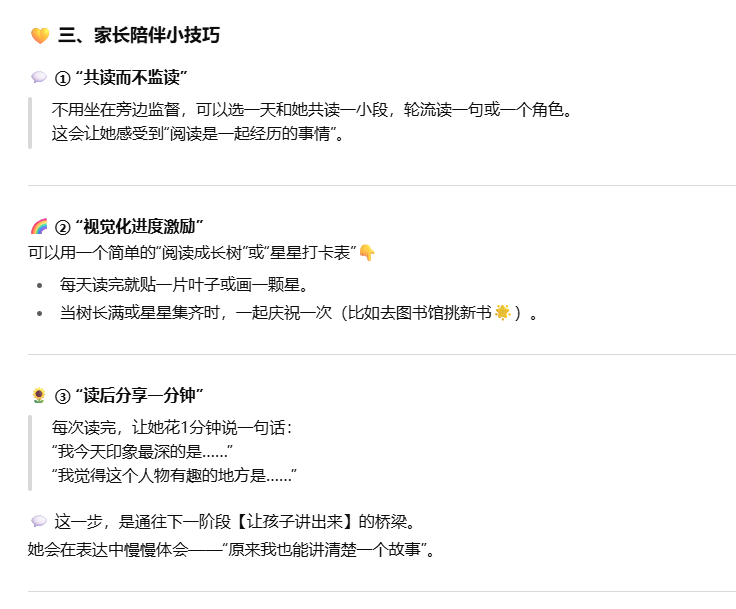 🧡 三、家长陪伴小技巧
💬 ① “共读而不监读”
不用坐在旁边监督，可以选一天和她共读一小段，轮流读一句或一个角色。
这会让她感受到“阅读是一起经历的事情”。
🌈 ② “视觉化进度激励”
可以用一个简单的“阅读成长树”或“星星打卡表”👇
• 每天读完就贴一片叶子或画一颗星。
• 当树长满或星星集齐时，一起庆祝一次（比如去图书馆挑新书🌟）。
🌻 ③ “读后分享一分钟”
每次读完，让她花1分钟说一句话：
“我今天印象最深的是……”
“我觉得这个人物有趣的地方是……”
💬 这一步，是通往下一阶段【让孩子讲出来】的桥梁。
她会在表达中慢慢体会——“原来我也能讲清楚一个故事”。